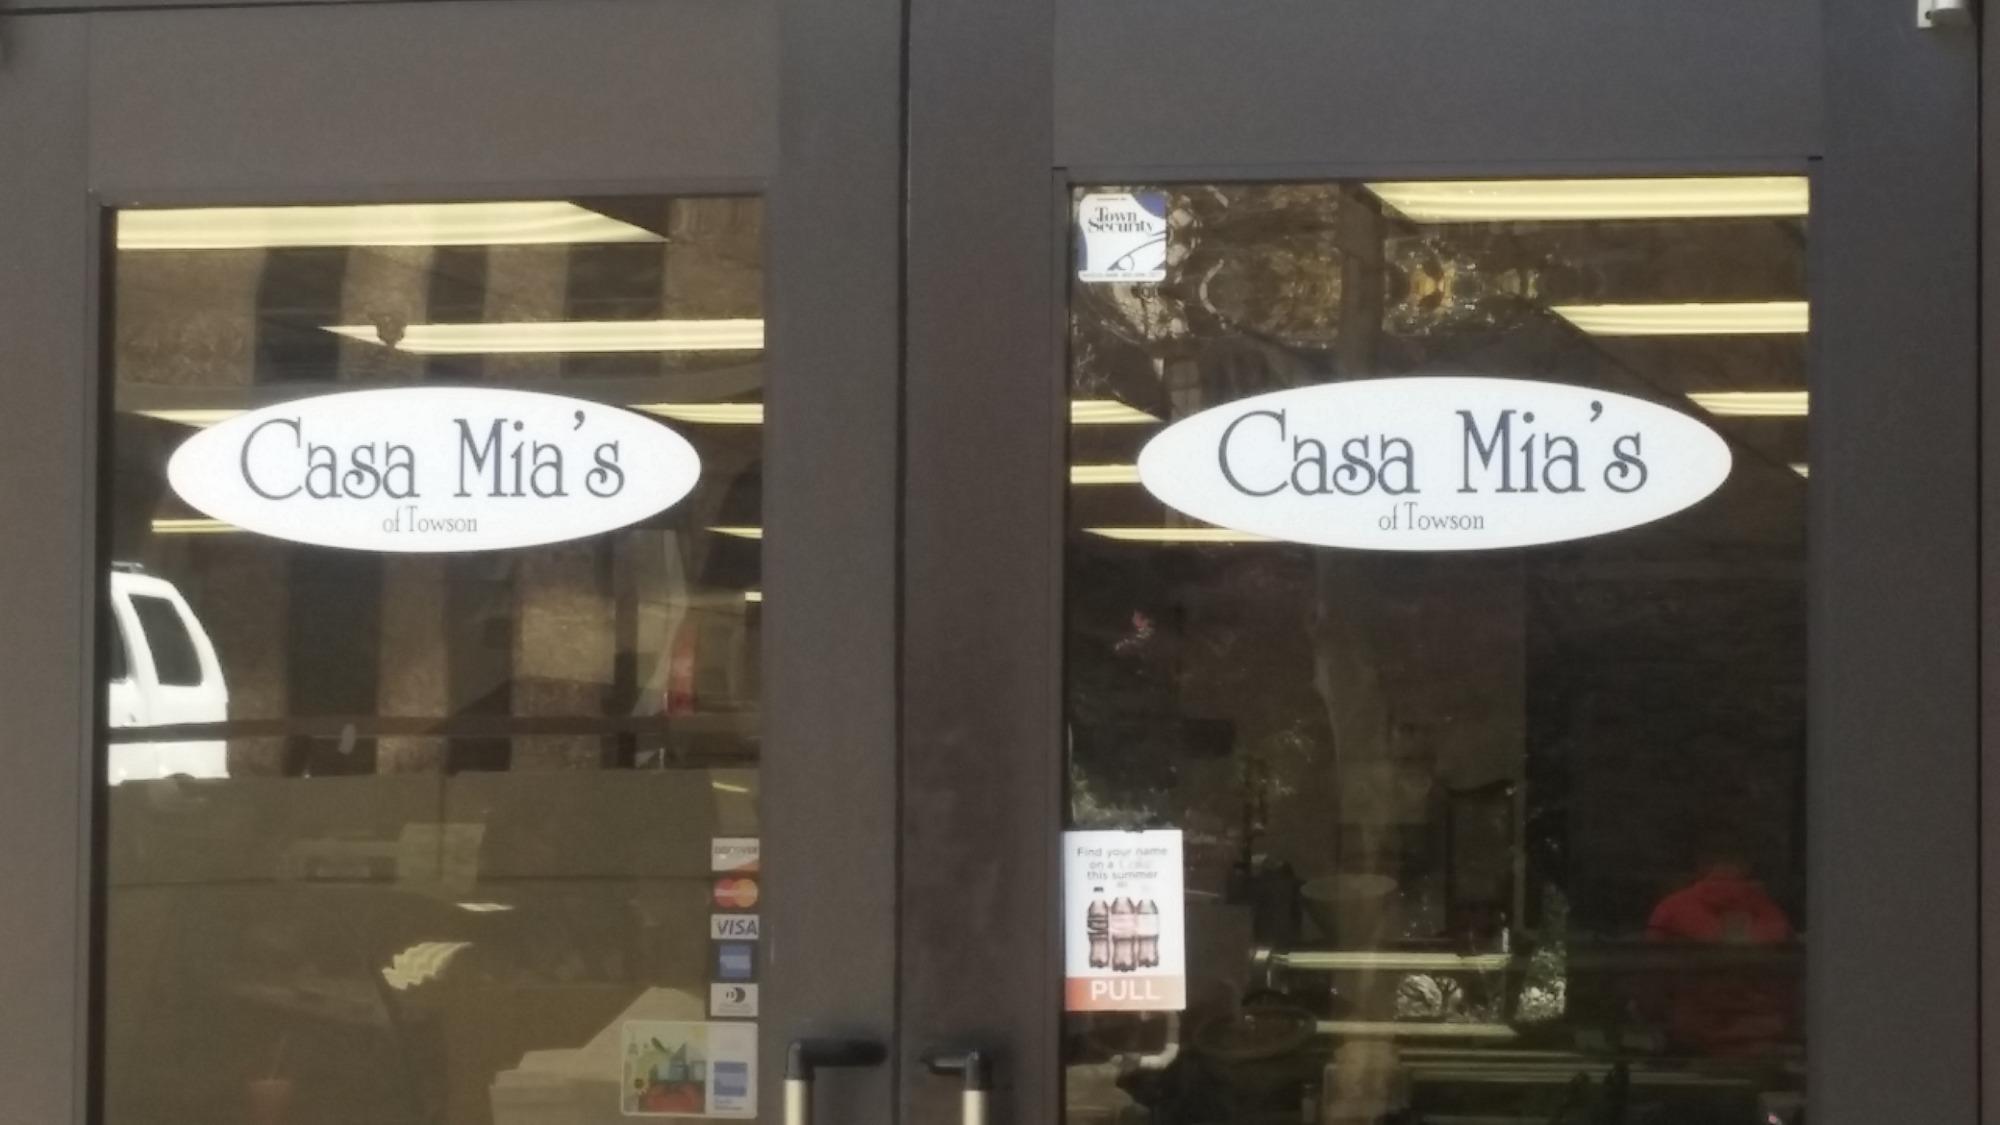 Casa Mia's
of Towson
Casa Mia's
of Towson
Town
Security
DISCOVER
VISA
Find your name
on a Coke
this summer
PULL